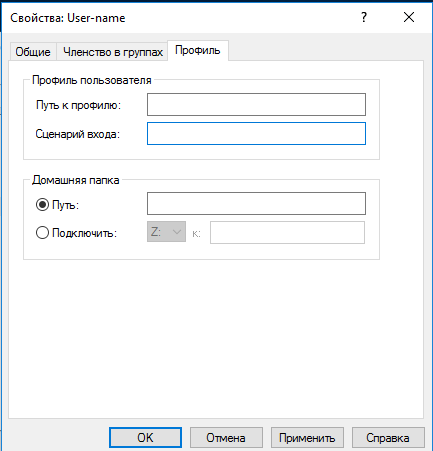 Свойства: User-name
Общие Членство в группах Профиль
Профиль пользователя
Путь к профилю:
Сценарий входа:
Домашняя папка
Путь:
Подключить: Z: к:
OK Отмена Применить Справка